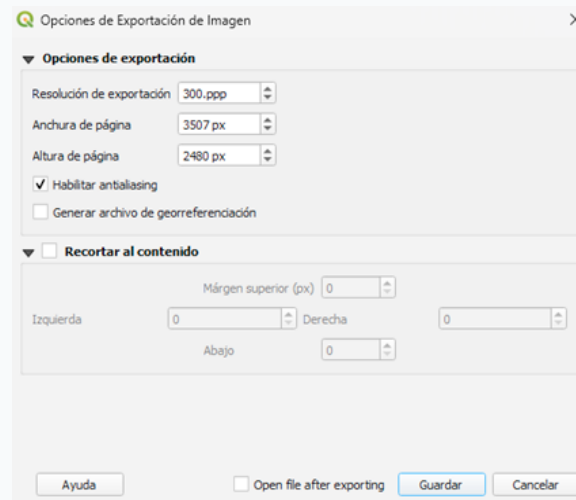 Opciones de Exportación de Imagen
Opciones de exportación
Resolución de exportación 300.ppp
Anchura de página 3507 px
Altura de página 2480 px
Habilitar antialiasing
Generar archivo de georreferenciación
Recortar al contenido
Márgen superior (px) 0
Izquierda 0 Derecha 0
Abajo 0
Ayuda Open file after exporting Guardar Cancelar